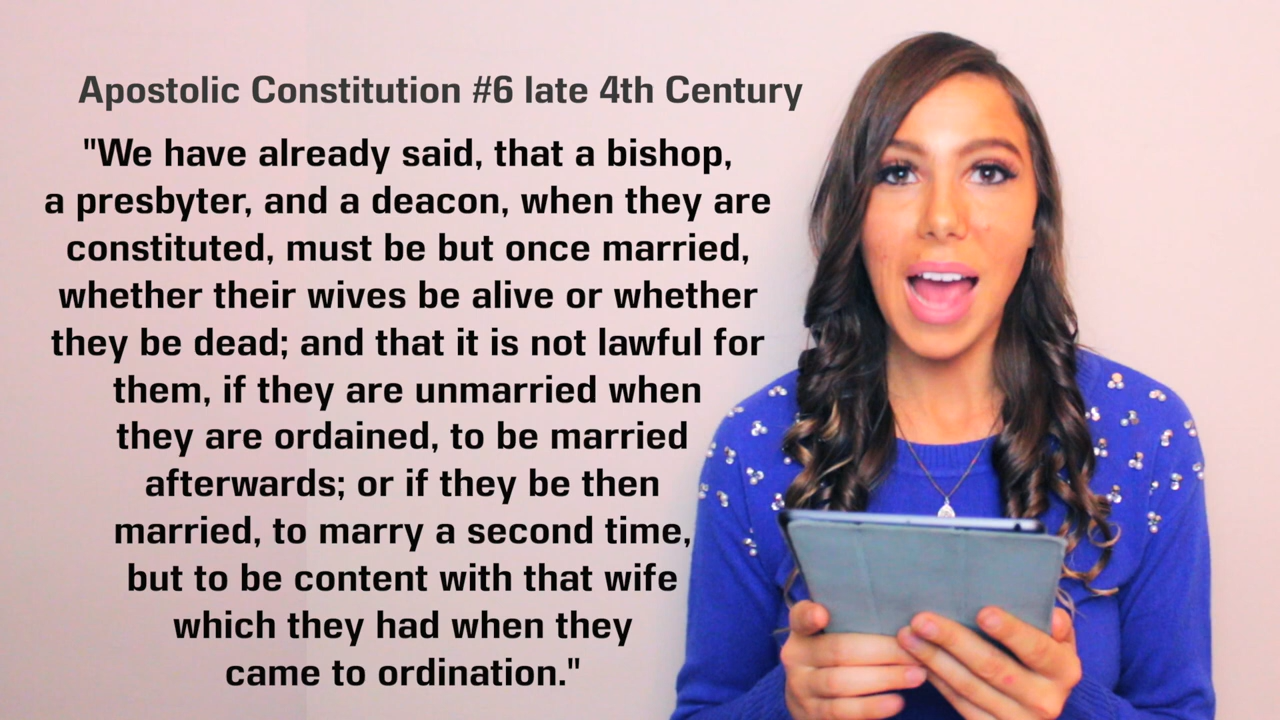 Apostolic Constitution #6 late 4th Century
"We have already said, that a bishop,
a presbyter, and a deacon, when they are
constituted, must be but once married,
whether their wives be alive or whether
they be dead; and that it is not lawful for
them, if they are unmarried when
they are ordained, to be married
afterwards; or if they be then
married, to marry a second time,
but to be content with that wife
which they had when they
came to ordination."